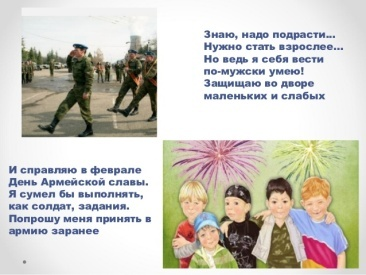 Знаю, надо подрасти...
Нужно стать взрослее...
Но ведь я себя вести
по-мужски умею!
Защищаю во дворе
маленьких и слабых
И справляю в феврале
День Армейской славы.
Я сумел бы выполнять,
как солдат, задания.
Попрошу меня принять в
армию заранее